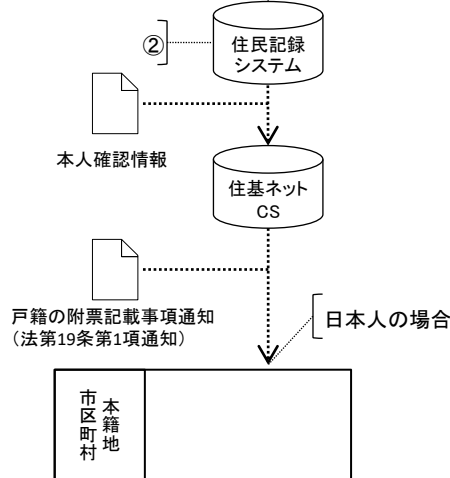 ②
住民記録
システム
本人確認情報
住基ネット
CS
戸籍の附票記載事項通知
（法第19条第1項通知）
日本人の場合
本籍地
市区町村